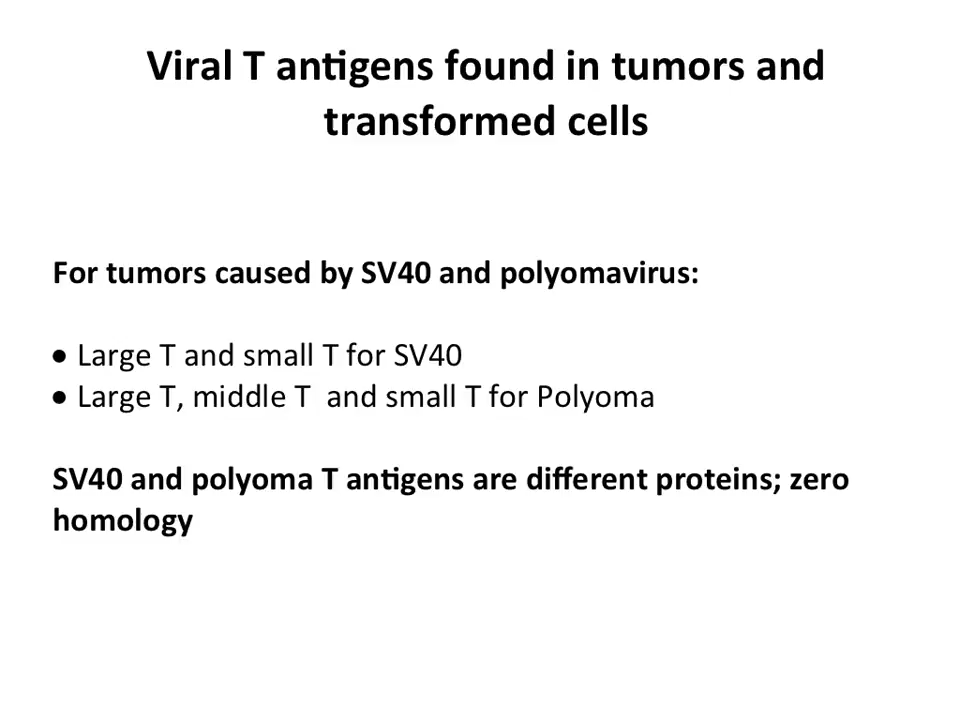 Viral T antigens found in tumors and
transformed cells
For tumors caused by SV40 and polyomavirus:
• Large T and small T for SV40
• Large T, middle T  and small T for Polyoma
SV40 and polyoma T antigens are different proteins; zero
homology